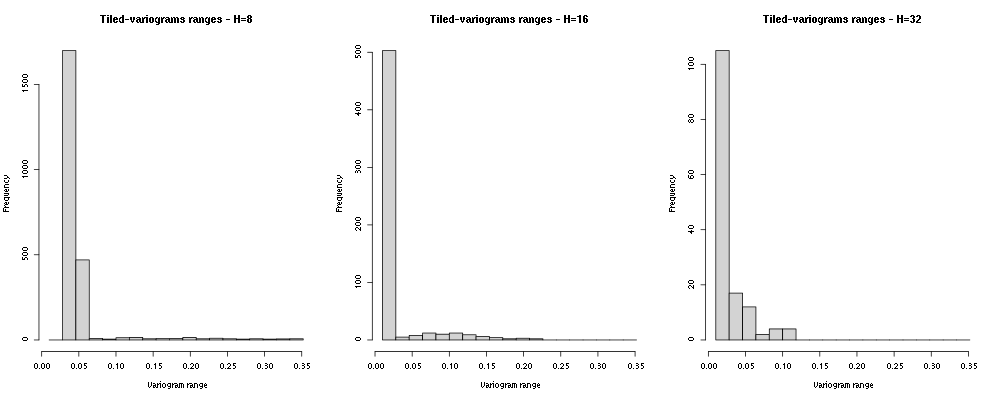 Tiled-variograms ranges - H=8
Frequency
1500
1000
500
0
0.00 0.05 0.10 0.15 0.20 0.25 0.30 0.35
Variogram range
Tiled-variograms ranges - H=16
Frequency
500
400
300
200
100
0
0.00 0.05 0.10 0.15 0.20 0.25 0.30 0.35
Variogram range
Tiled-variograms ranges - H=32
Frequency
100
80
60
40
20
0
0.00 0.05 0.10 0.15 0.20 0.25 0.30 0.35
Variogram range